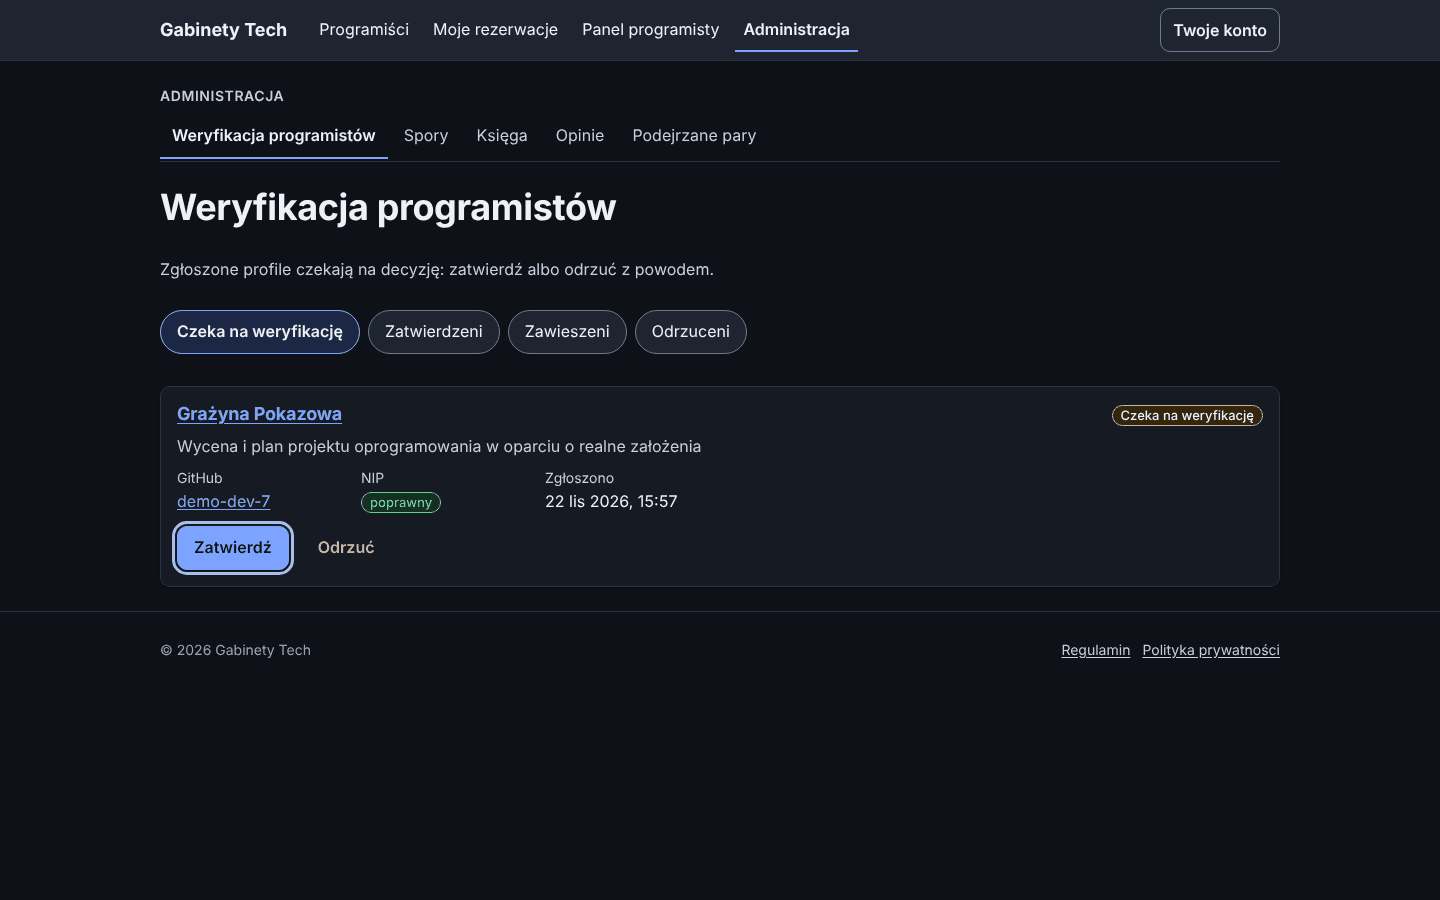 Gabinety Tech Programiści Moje rezerwacje Panel programisty Administracja Twoje konto
ADMINISTRACJA
Weryfikacja programistów Spory Księga Opinie Podejrzane pary
Weryfikacja programistów
Zgłoszone profile czekają na decyzję: zatwierdź albo odrzuć z powodem.
Czeka na weryfikację Zatwierdzeni Zawieszeni Odrzuceni
Grażyna Pokazowa Czeka na weryfikację
Wycena i plan projektu oprogramowania w oparciu o realne założenia
GitHub NIP Zgłoszono
demo-dev-7 poprawny 22 lis 2026, 15:57
Zatwierdź Odrzuć
© 2026 Gabinety Tech Regulamin Polityka prywatności